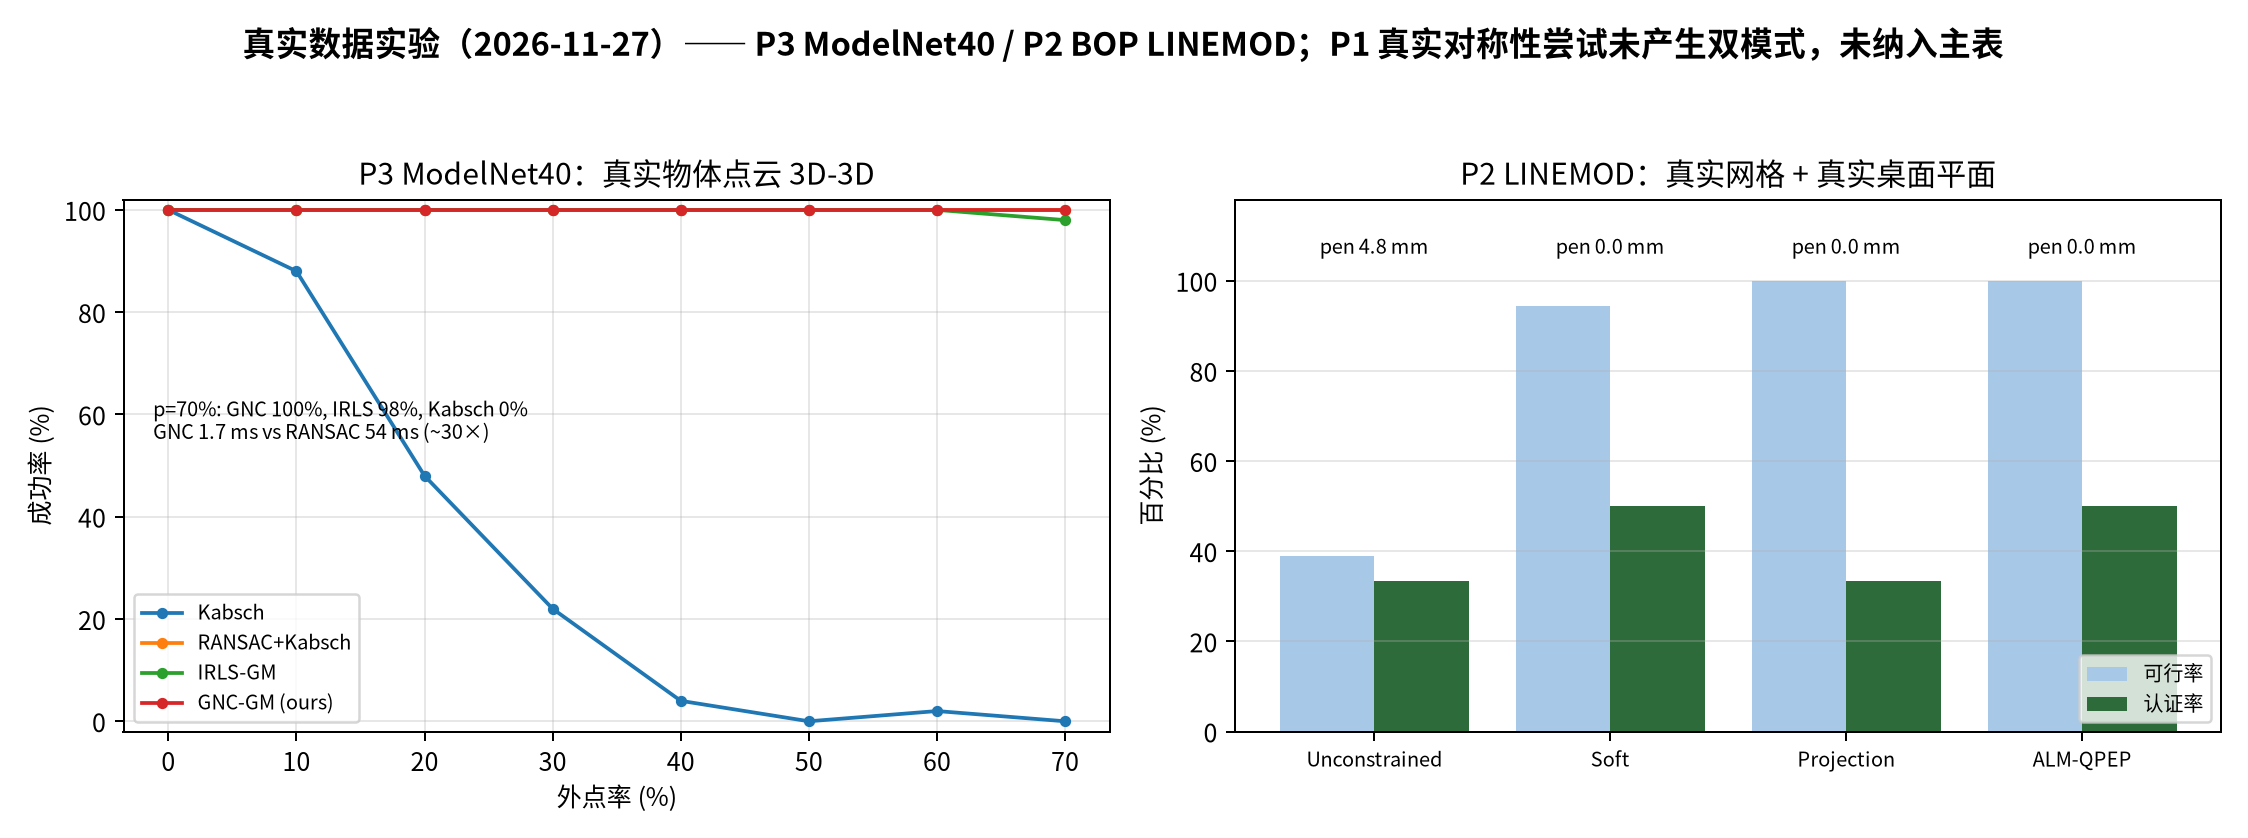 真实数据实验（2026-11-27）—— P3 ModelNet40 / P2 BOP LINEMOD；P1 真实对称性尝试未产生双模式，未纳入主表
P3 ModelNet40：真实物体点云 3D-3D
成功率 (%)
100
80
60
40
20
0
p=70%: GNC 100%, IRLS 98%, Kabsch 0%
GNC 1.7 ms vs RANSAC 54 ms (~30×)
Kabsch
RANSAC+Kabsch
IRLS-GM
GNC-GM (ours)
0 10 20 30 40 50 60 70
外点率 (%)
P2 LINEMOD：真实网格 + 真实桌面平面
百分比 (%)
100
80
60
40
20
0
pen 4.8 mm pen 0.0 mm pen 0.0 mm pen 0.0 mm
可行率
认证率
Unconstrained Soft Projection ALM-QPEP